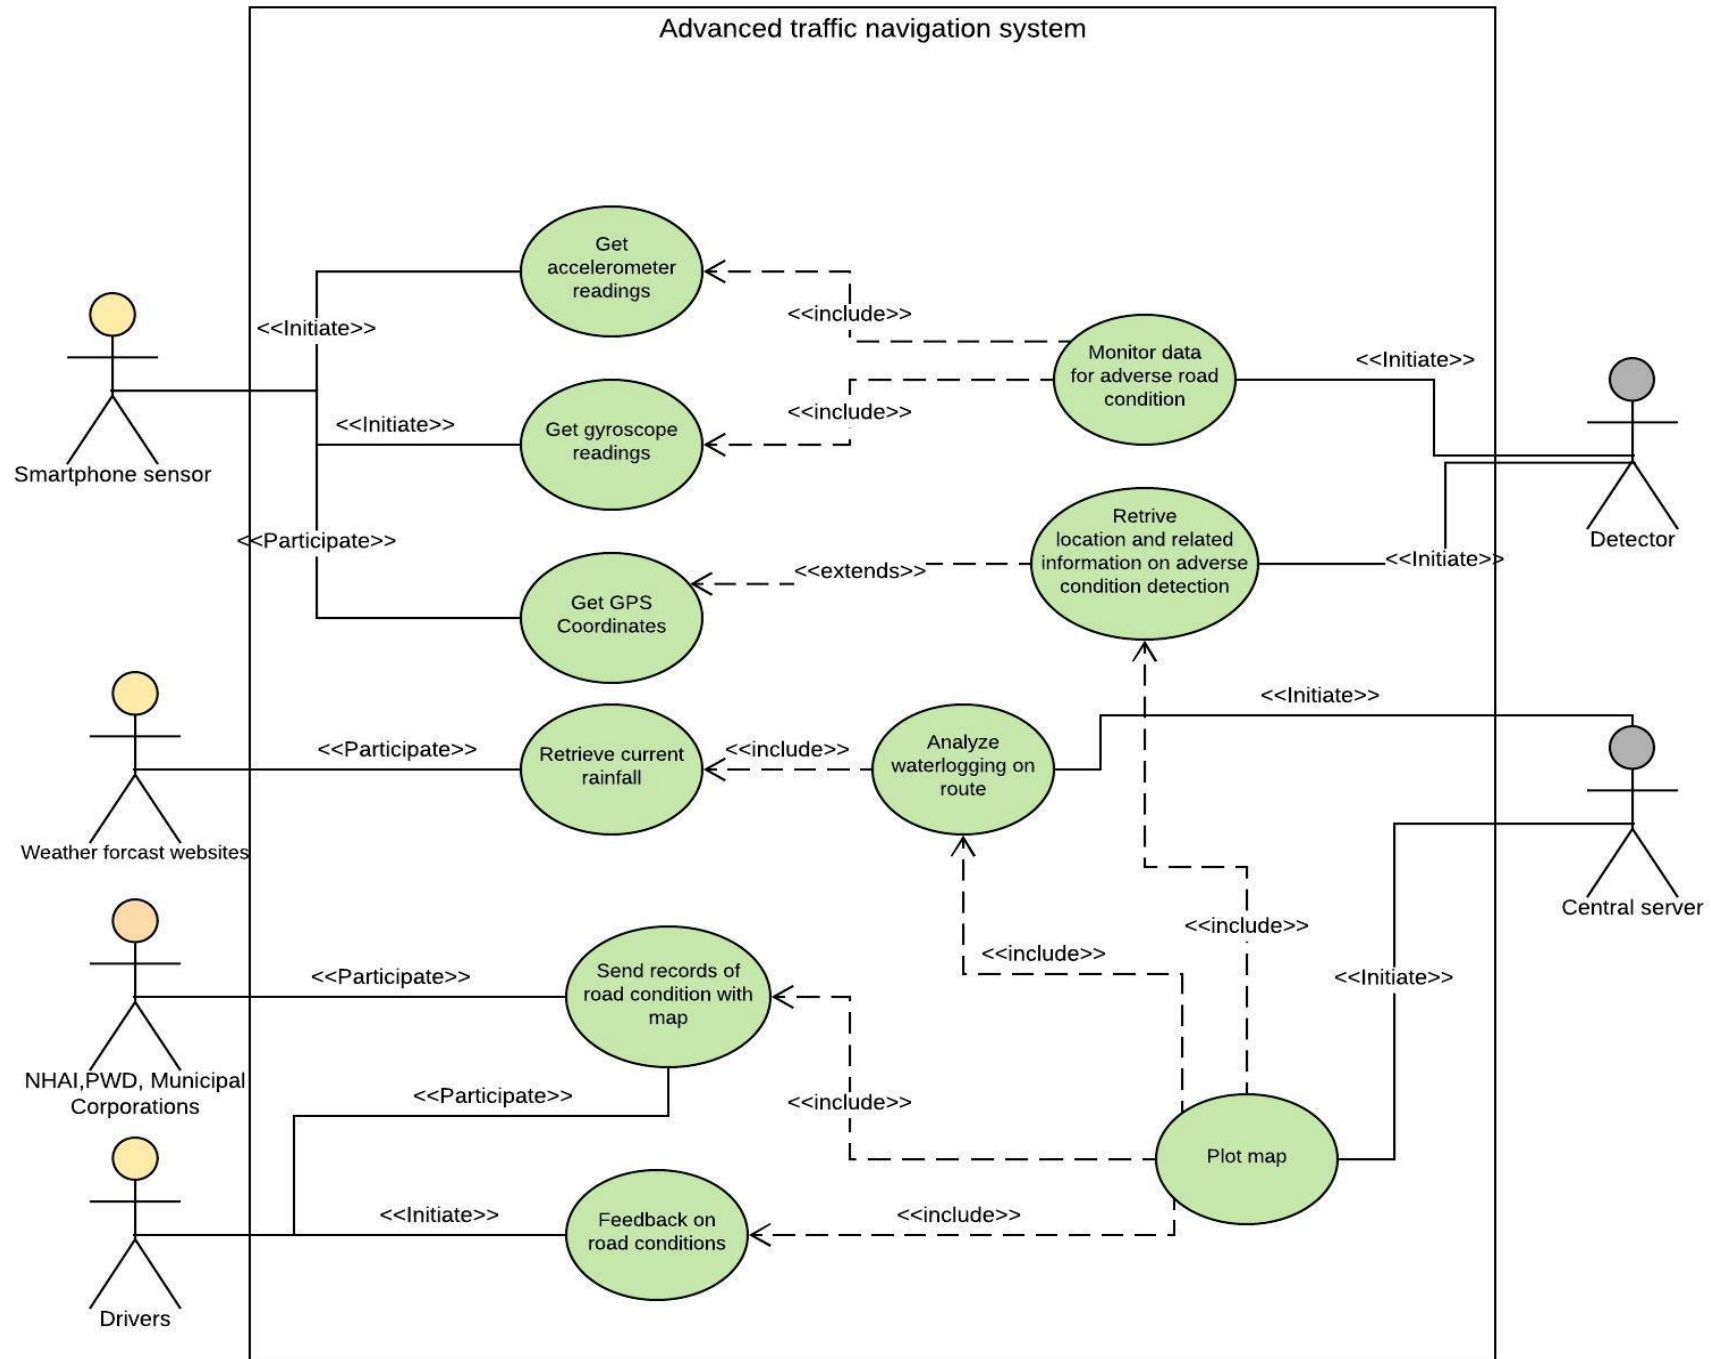 Advanced traffic navigation system
Get
accelerometer
readings
<<Initiate>>
<<include>>
Monitor data
for adverse road
condition
<<Initiate>>
Smartphone sensor
<<Initiate>>
Get gyroscope
readings
<<include>>
Detector
<<Participate>>
Get GPS
Coordinates
<<extends>>
Retrive
location and related
information on adverse
condition detection
<<Initiate>>
Weather forcast websites
<<Participate>>
Retrieve current
rainfall
<<include>>
Analyze
waterlogging on
route
<<Initiate>>
Central server
NHAI,PWD, Municipal
Corporations
<<Participate>>
Send records of
road condition with
map
<<include>>
<<include>>
<<Initiate>>
<<Participate>>
<<include>>
Plot map
Drivers
<<Initiate>>
Feedback on
road conditions
<<include>>